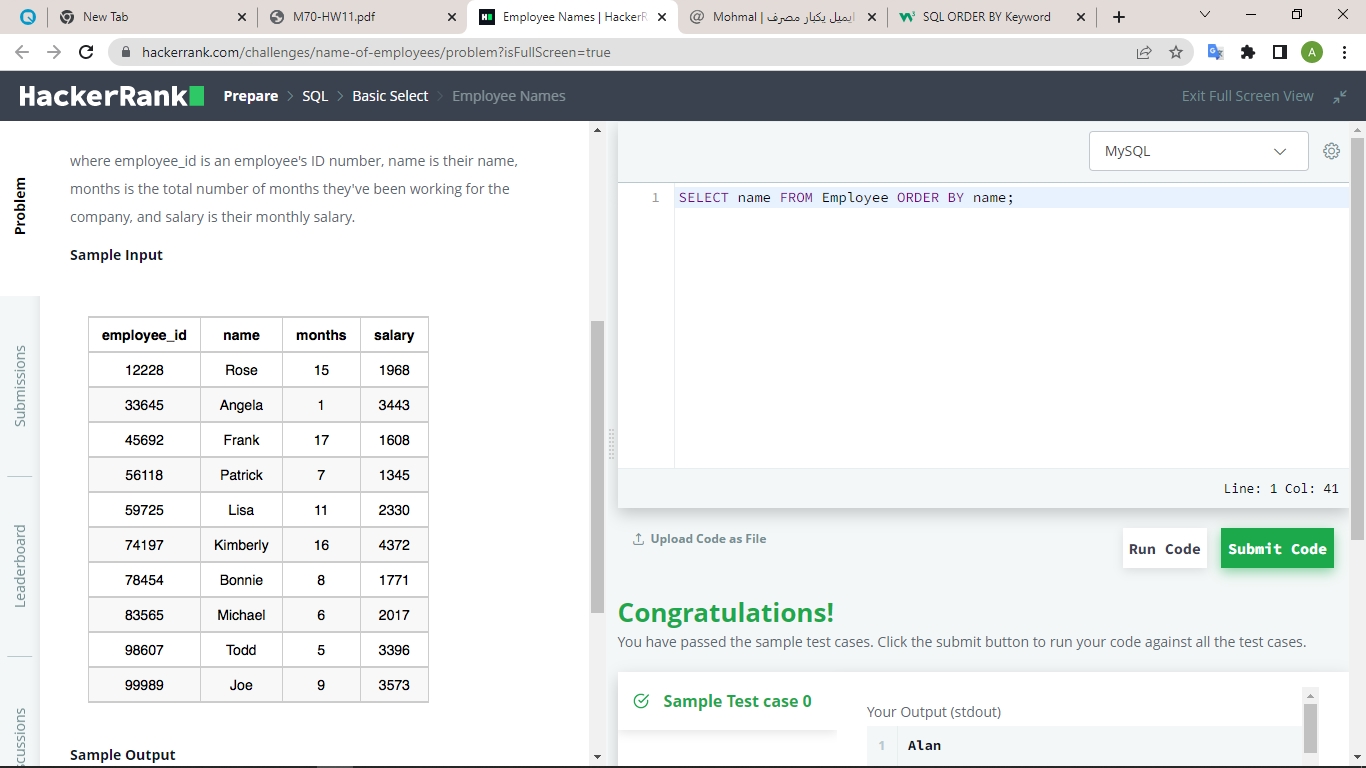 New Tab
M70-HW11.pdf
Employee Names | HackerR
Mohmal | ایمیل یکبار مصرف
SQL ORDER BY Keyword
hackerrank.com/challenges/name-of-employees/problem?isFullScreen=true
A
HackerRank
Prepare > SQL > Basic Select > Employee Names
Exit Full Screen View
Problem
Submissions
Leaderboard
where employee_id is an employee's ID number, name is their name,
months is the total number of months they've been working for the
company, and salary is their monthly salary.
Sample Input
employee_id name months salary
12228 Rose 15 1968
33645 Angela 1 3443
45692 Frank 17 1608
56118 Patrick 7 1345
59725 Lisa 11 2330
74197 Kimberly 16 4372
78454 Bonnie 8 1771
83565 Michael 6 2017
98607 Todd 5 3396
99989 Joe 9 3573
Sample Output
MySQL
1 SELECT name FROM Employee ORDER BY name;
Line: 1 Col: 41
Upload Code as File
Run Code
Submit Code
Congratulations!
You have passed the sample test cases. Click the submit button to run your code against all the test cases.
Sample Test case 0
Your Output (stdout)
1 Alan